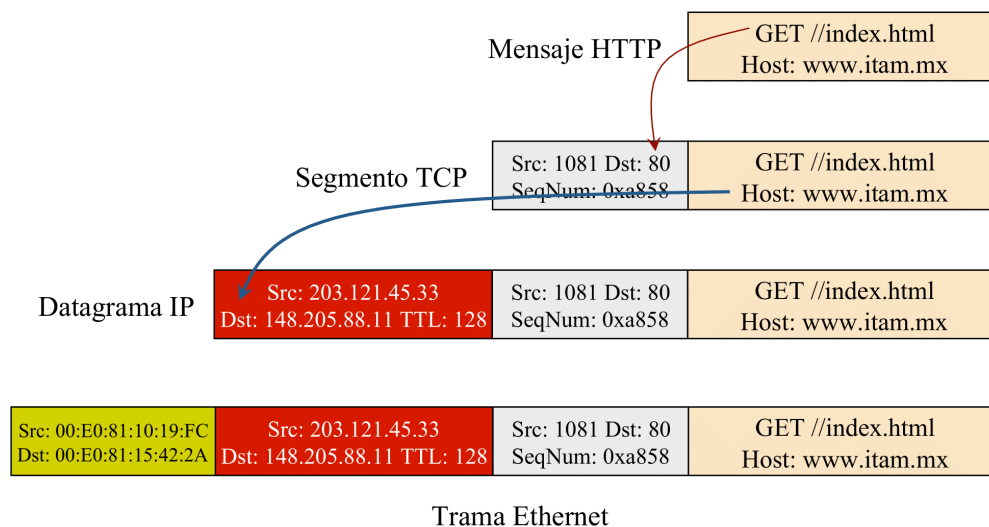 Mensaje HTTP
GET //index.html
Host: www.itam.mx
Segmento TCP
Src: 1081 Dst: 80
SeqNum: 0xa858
GET //index.html
Host: www.itam.mx
Datagrama IP
Src: 203.121.45.33
Dst: 148.205.88.11 TTL: 128
Src: 1081 Dst: 80
SeqNum: 0xa858
GET //index.html
Host: www.itam.mx
Src: 00:E0:81:10:19:FC
Dst: 00:E0:81:15:42:2A
Src: 203.121.45.33
Dst: 148.205.88.11 TTL: 128
Src: 1081 Dst: 80
SeqNum: 0xa858
GET //index.html
Host: www.itam.mx
Trama Ethernet